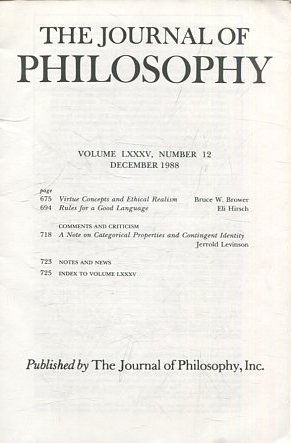 THE JOURNAL OF
PHILOSOPHY
VOLUME LXXXV, NUMBER 12
DECEMBER 1988
page
675 Virtue Concepts and Ethical Realism Bruce W. Brower
694 Rules for a Good Language Eli Hirsch
COMMENTS AND CRITICISM
718 A Note on Categorical Properties and Contingent Identity
Jerrold Levinson
723 NOTES AND NEWS
725 INDEX TO VOLUME LXXXV
Published by The Journal of Philosophy, Inc.